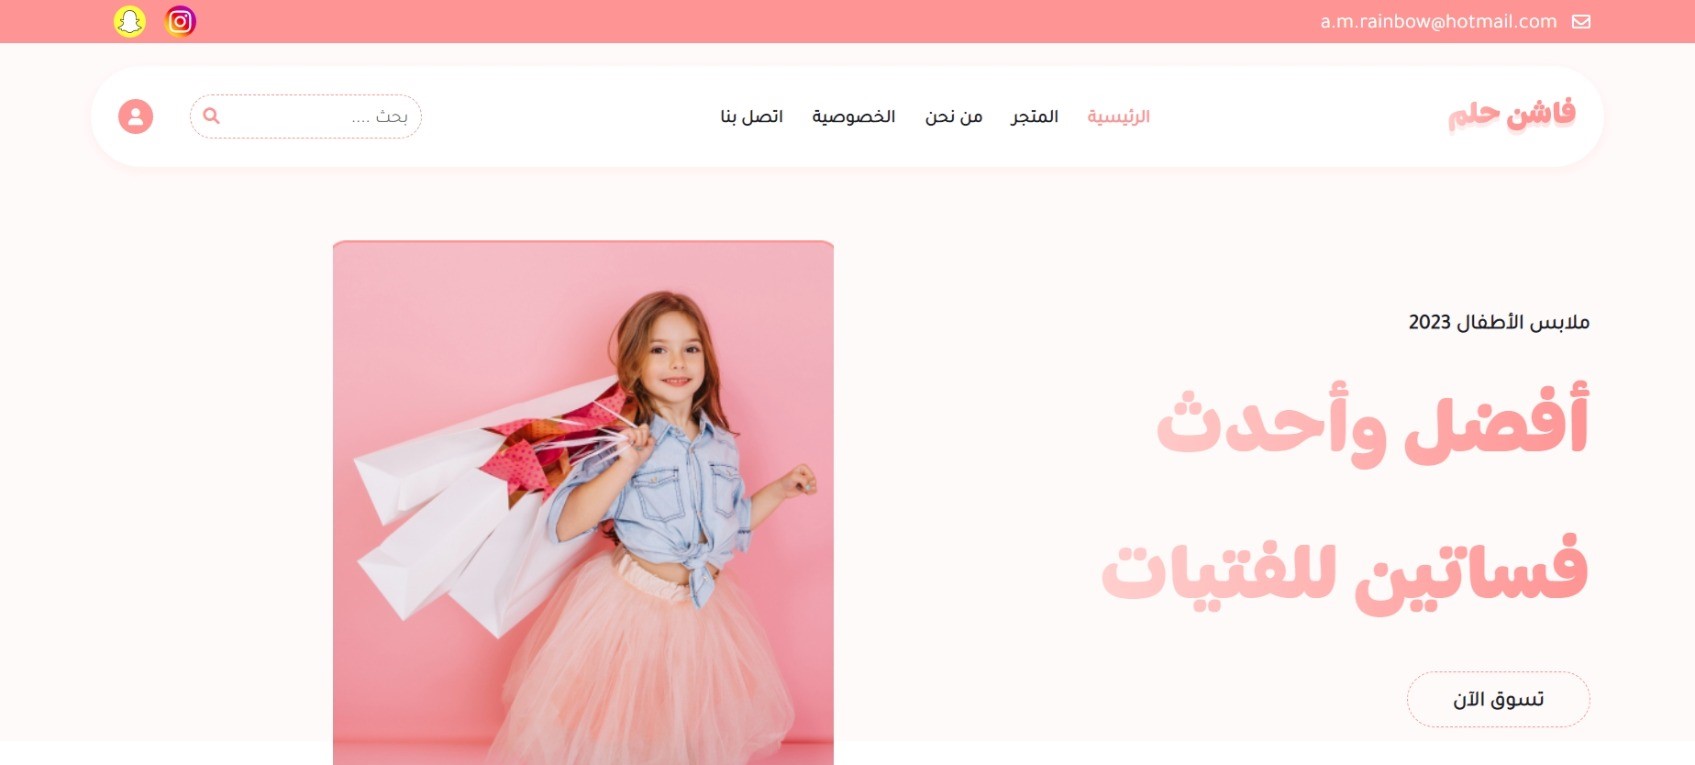 a.m.rainbow@hotmail.com
فاشن حلم
الرئيسية
المتجر
من نحن
الخصوصية
اتصل بنا
بحث ....
ملابس الأطفال 2023
أفضل وأحدث
فساتين للفتيات
تسوق الآن